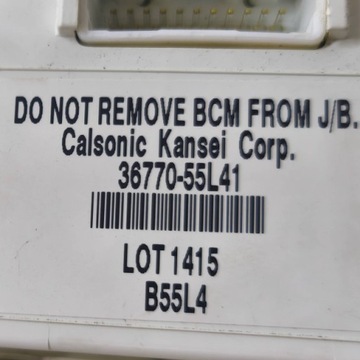 DO NOT REMOVE BCM FROM J/B.
Calsonic Kansei Corp.
36770-55L41
LOT 1415
B55L4